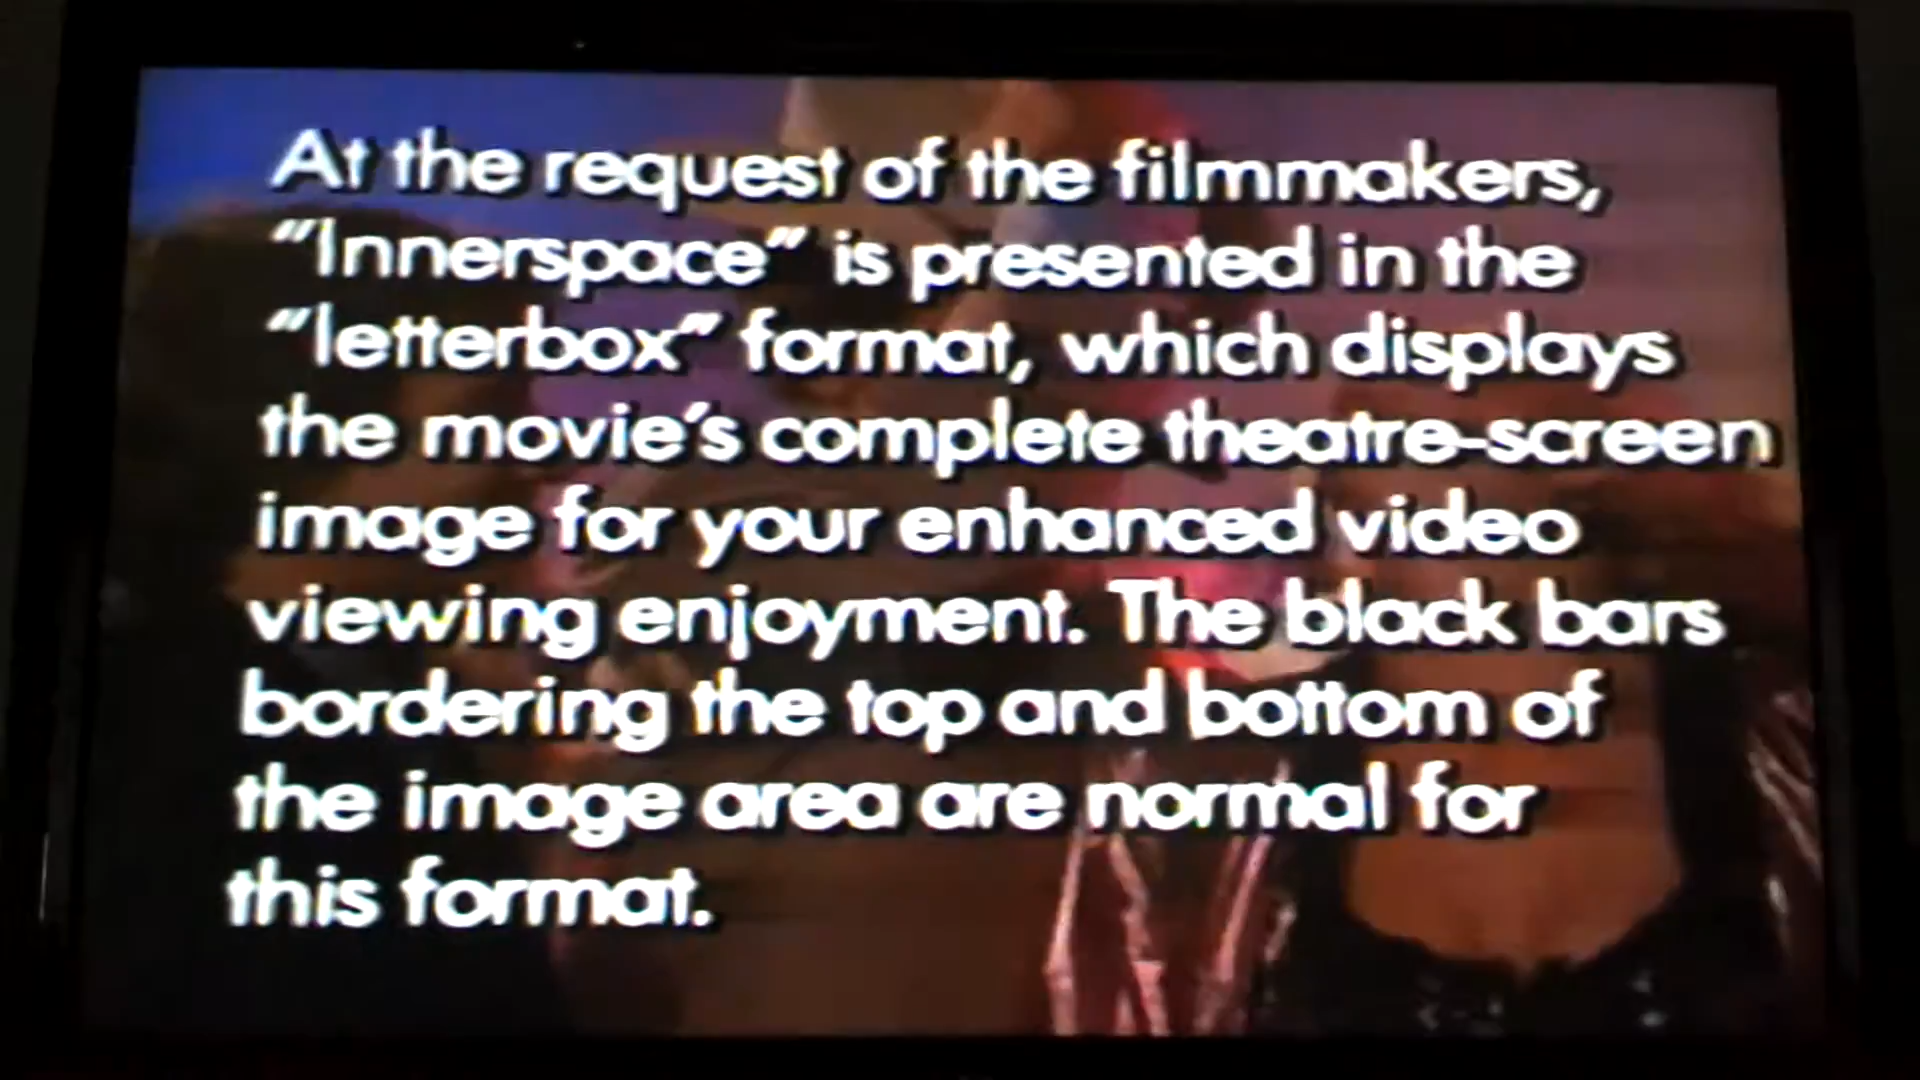 At the request of the filmmakers,
“Innerspace” is presented in the
“letterbox” format, which displays
the movie’s complete theatre-screen
image for your enhanced video
viewing enjoyment. The black bars
bordering the top and bottom of
the image area are normal for
this format.